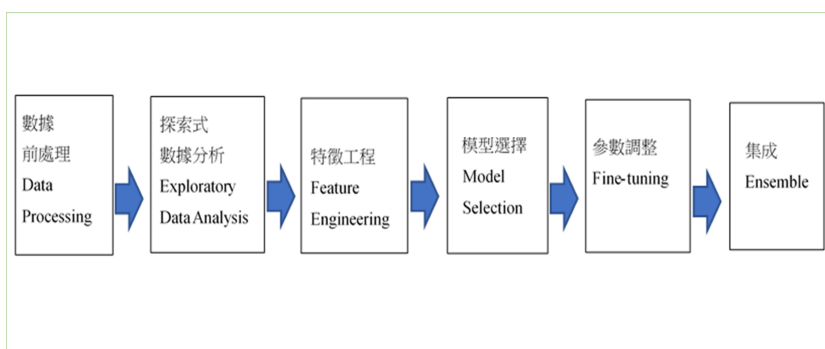 數據
前處理
Data
Processing
探索式
數據分析
Exploratory
Data Analysis
特徵工程
Feature
Engineering
模型選擇
Model
Selection
參數調整
Fine-tuning
集成
Ensemble